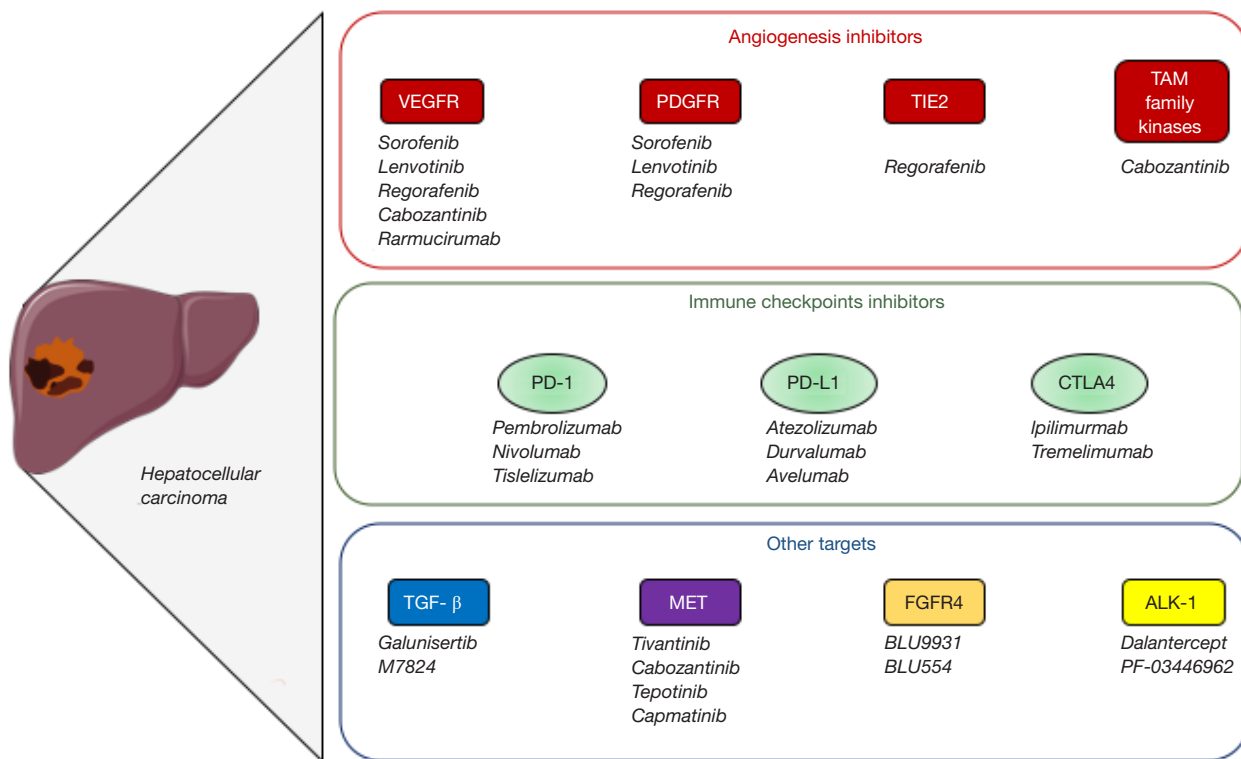 Angiogenesis inhibitors
VEGFR
Sorofenib
Lenvotinib
Regorafenib
Cabozantinib
Rarmucirumab
PDGFR
Sorofenib
Lenvotinib
Regorafenib
TIE2
Regorafenib
TAM
family
kinases
Cabozantinib
Hepatocellular
carcinoma
Immune checkpoints inhibitors
PD-1
Pembrolizumab
Nivolumab
Tislelizumab
PD-L1
Atezolizumab
Durvalumab
Avelumab
CTLA4
Ipilimurmab
Tremelimumab
Other targets
TGF- β
Galunisertib
M7824
MET
Tivantinib
Cabozantinib
Tepotinib
Capmatinib
FGFR4
BLU9931
BLU554
ALK-1
Dalantercept
PF-03446962